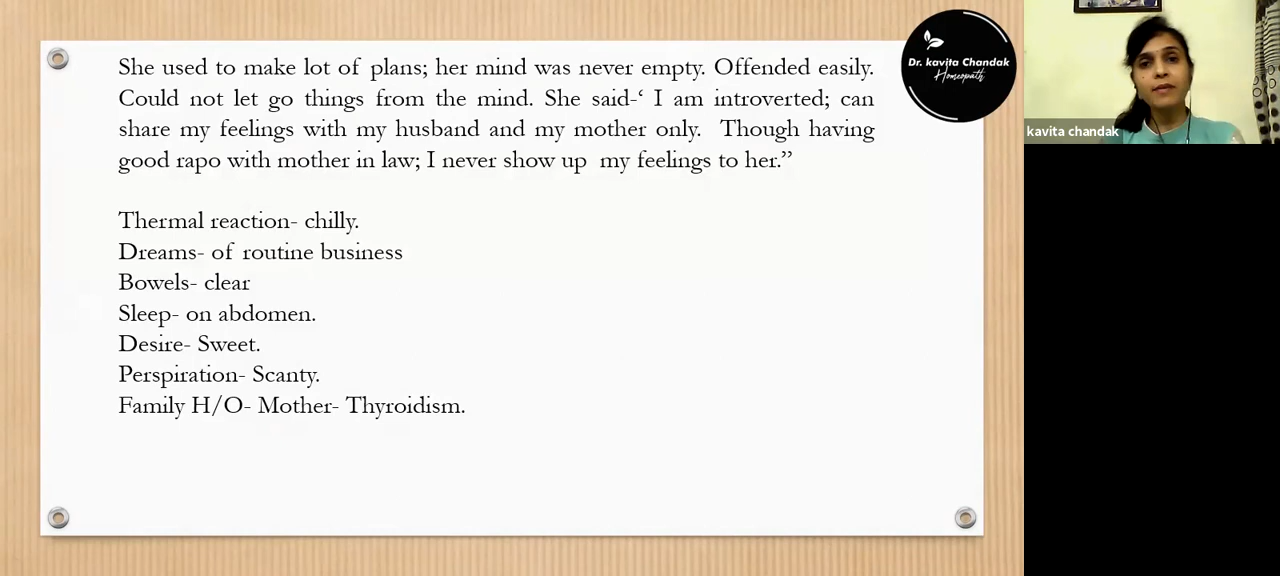 She used to make lot of plans; her mind was never empty. Offended easily.
Could not let go things from the mind. She said-‘ I am introverted; can
share my feelings with my husband and my mother only. Though having
good rapo with mother in law; I never show up my feelings to her.”
Thermal reaction- chilly.
Dreams- of routine business
Bowels- clear
Sleep- on abdomen.
Desire- Sweet.
Perspiration- Scanty.
Family H/O- Mother- Thyroidism.
Dr. kavita Chandak
Homeopath
kavita chandak